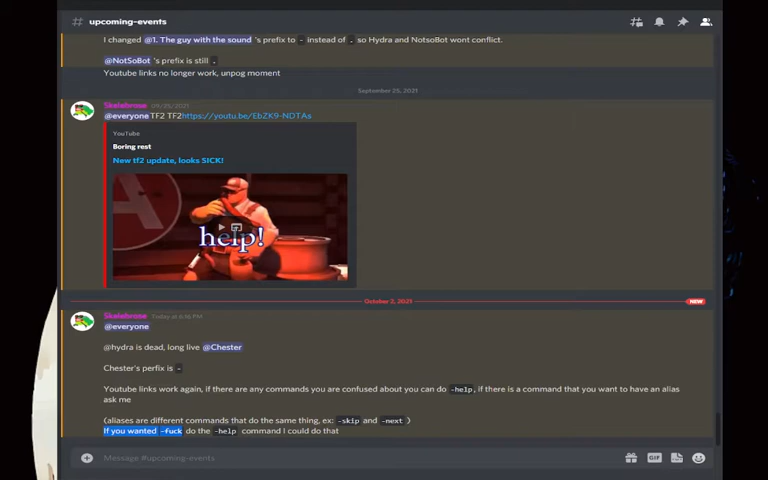 upcoming-events
I changed @1. The guy with the sound 's prefix to - instead of . so Hydra and NotsoBot wont conflict.
@NotSoBot 's prefix is still .
Youtube links no longer work, unpog moment
September 25, 2021
Skelebrose 09/25/2021
@everyone TF2 TF2https://youtu.be/EbZK9-NDTAs
YouTube
Boring rest
New tf2 update, looks SICK!
help!
October 2, 2021 NEW
Skelebrose Today at 6:16 PM
@everyone
@hydra is dead, long live @Chester
Chester's perfix is -
Youtube links work again, if there are any commands you are confused about you can do -help, if there is a command that you want to have an alias
ask me
(aliases are different commands that do the same thing, ex: -skip and -next )
If you wanted -fuck do the -help command I could do that
Message #upcoming-events
GIF